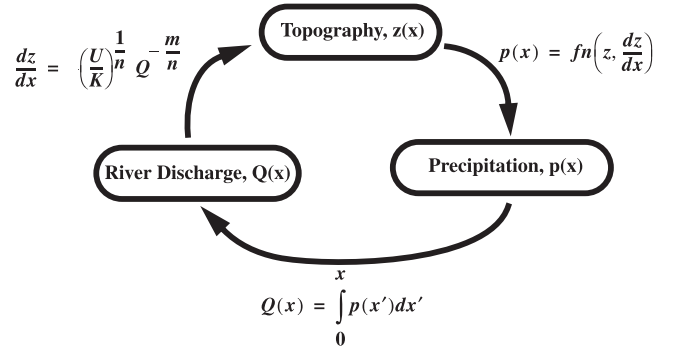 Topography, z(x)
dz/dx = (U/K)^(1/n) Q^(-m/n)
p(x) = fn(z, dz/dx)
River Discharge, Q(x)
Precipitation, p(x)
Q(x) = ∫_0^x p(x′)dx′